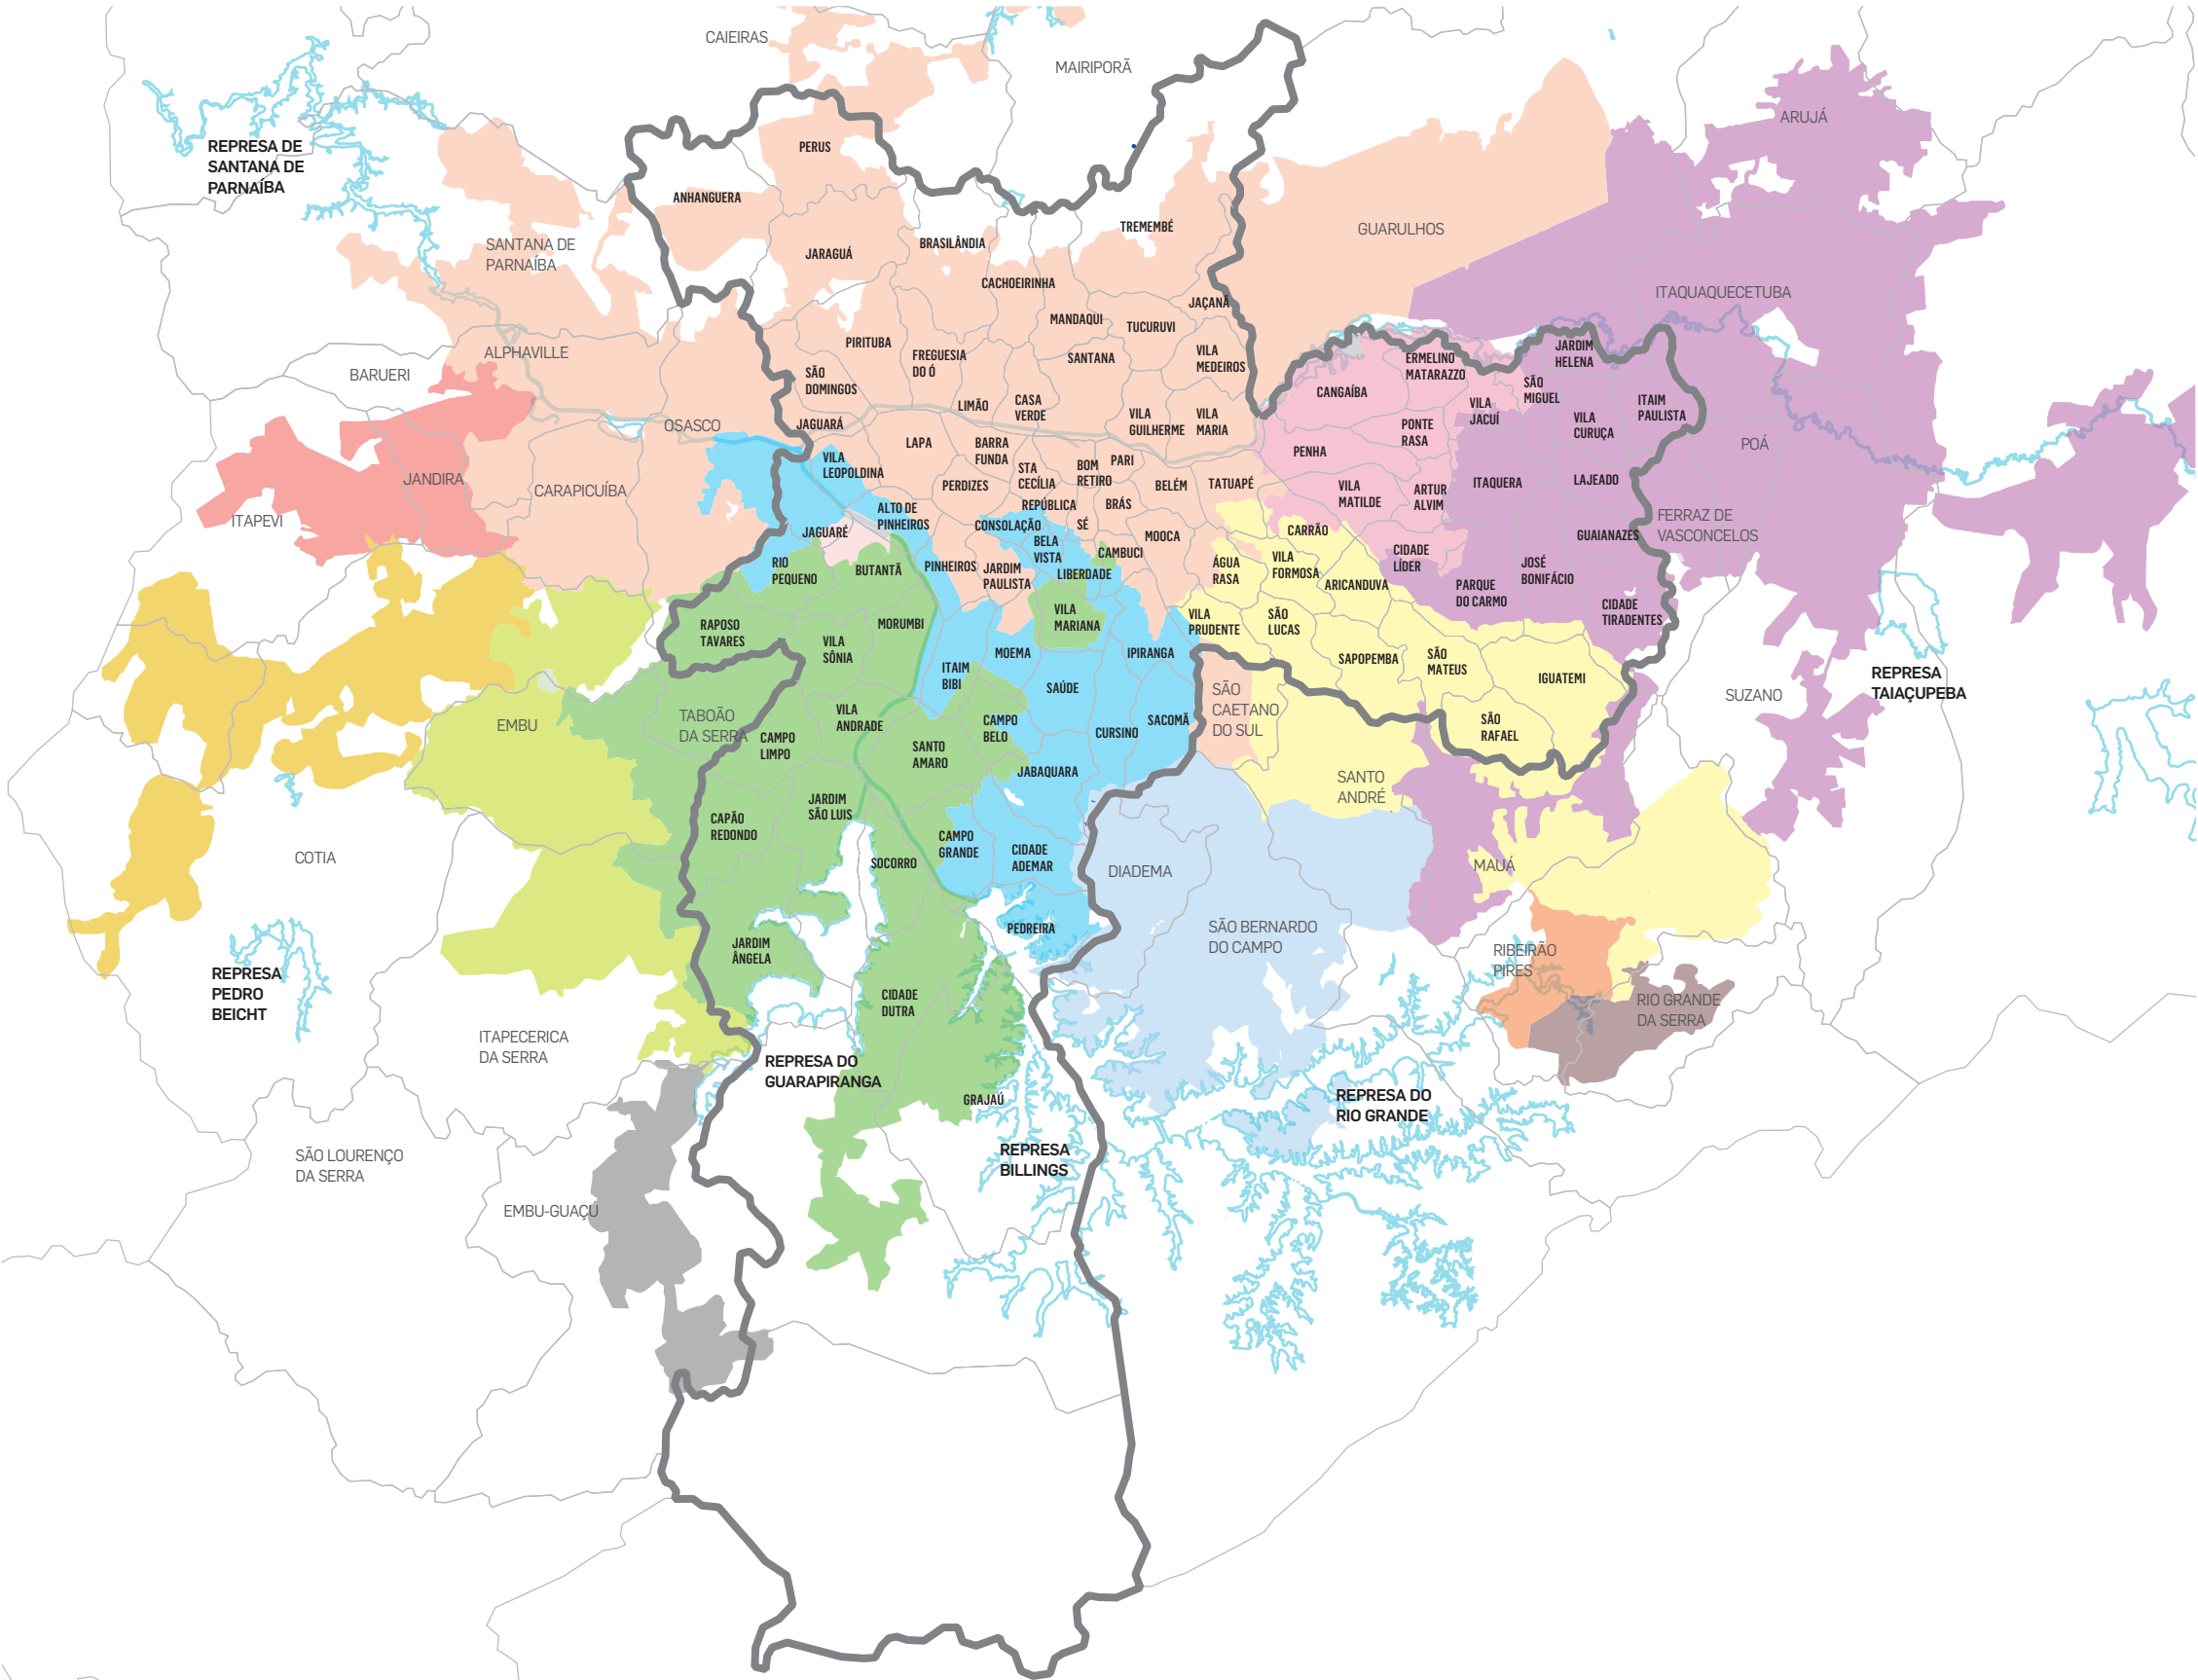 CAIEIRAS
MAIRIPORÃ
ARUJÁ
REPRESA DE
SANTANA DE
PARNAÍBA
PERUS
ANHANGUERA
TREMEMBÉ
GUARULHOS
SANTANA DE
PARNAÍBA
JARAGUÁ
BRASILÂNDIA
CACHOEIRINHA
ITAQUAQUECETUBA
JAÇANÃ
MANDAQUI
TUCURUVI
PIRITUBA
FREGUESIA
DO Ó
SANTANA
VILA
MEDEIROS
ERMELINO
MATARAZZO
JARDIM
HELENA
ALPHAVILLE
BARUERI
SÃO
DOMINGOS
CANGAÍBA
SÃO
MIGUEL
LIMÃO
CASA
VERDE
VILA
GUILHERME
VILA
MARIA
VILA
JACUÍ
VILA
CURUÇA
ITAIM
PAULISTA
OSASCO
JAGUARÁ
LAPA
BARRA
FUNDA
PENHA
PONTE
RASA
POÁ
VILA
LEOPOLDINA
STA
CECÍLIA
BOM
RETIRO
PARI
JANDIRA
CARAPICUÍBA
PERDIZES
BELÉM
TATUAPÉ
VILA
MATILDE
ARTUR
ALVIM
ITAQUERA
LAJEADO
ITAPEVI
ALTO DE
PINHEIROS
REPÚBLICA
BRÁS
CONSOLAÇÃO
SÉ
JAGUARÉ
BELA
VISTA
MOOCA
CARRÃO
GUAIANAZES
FERRAZ DE
VASCONCELOS
CAMBUCI
RIO
PEQUENO
BUTANTÃ
PINHEIROS
JARDIM
PAULISTA
LIBERDADE
ÁGUA
RASA
VILA
FORMOSA
CIDADE
LÍDER
ARICANDUVA
PARQUE
DO CARMO
JOSÉ
BONIFÁCIO
CIDADE
TIRADENTES
RAPOSO
TAVARES
MORUMBI
VILA
MARIANA
VILA
PRUDENTE
SÃO
LUCAS
VILA
SÔNIA
MOEMA
IPIRANGA
SAPOPEMBA
SÃO
MATEUS
IGUATEMI
REPRESA
TAIAÇUPEBA
ITAIM
BIBI
SAÚDE
SÃO
CAETANO
DO SUL
SUZANO
EMBU
TABOÃO
DA SERRA
CAMPO
LIMPO
VILA
ANDRADE
CAMPO
BELO
CURSINO
SACOMÃ
SÃO
RAFAEL
SANTO
AMARO
JABAQUARA
SANTO
ANDRÉ
CAPÃO
REDONDO
JARDIM
SÃO LUIS
COTIA
SOCORRO
CAMPO
GRANDE
CIDADE
ADEMAR
DIADEMA
MAUÁ
SÃO BERNARDO
DO CAMPO
PEDREIRA
JARDIM
ÂNGELA
RIBEIRÃO
PIRES
REPRESA
PEDRO
BEICHT
CIDADE
DUTRA
RIO GRANDE
DA SERRA
ITAPECERICA
DA SERRA
REPRESA DO
GUARAPIRANGA
GRAJAÚ
REPRESA DO
RIO GRANDE
SÃO LOURENÇO
DA SERRA
REPRESA
BILLINGS
EMBU-GUAÇÚ